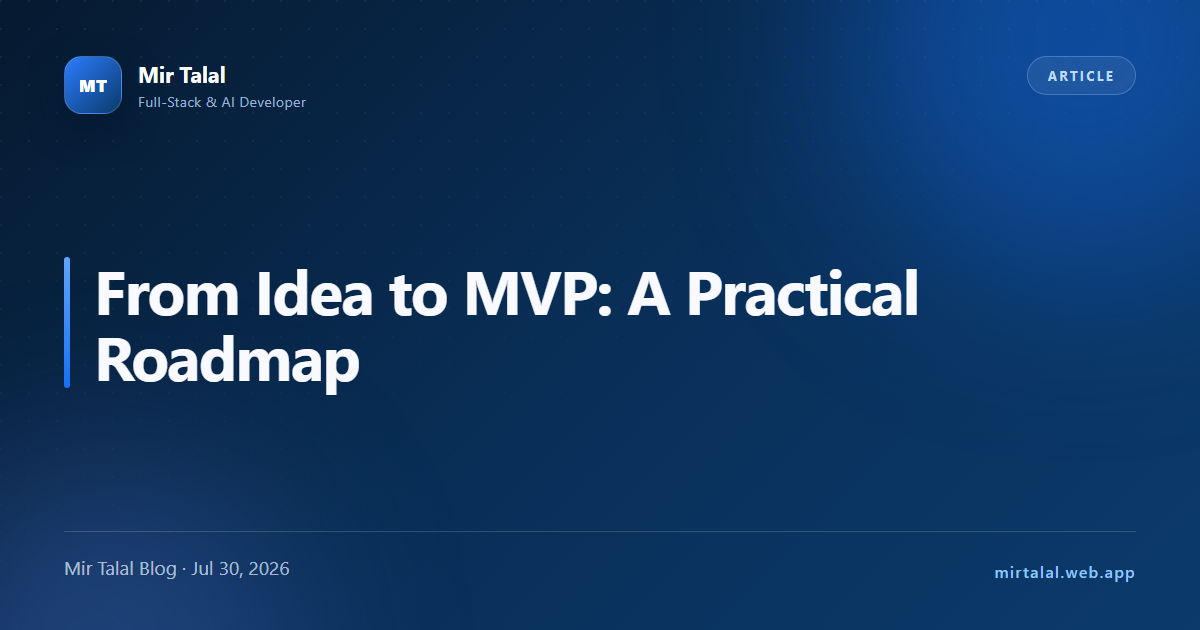 MT
Mir Talal
Full-Stack & AI Developer
ARTICLE
From Idea to MVP: A Practical
Roadmap
Mir Talal Blog · Jul 30, 2026
mirtalal.web.app